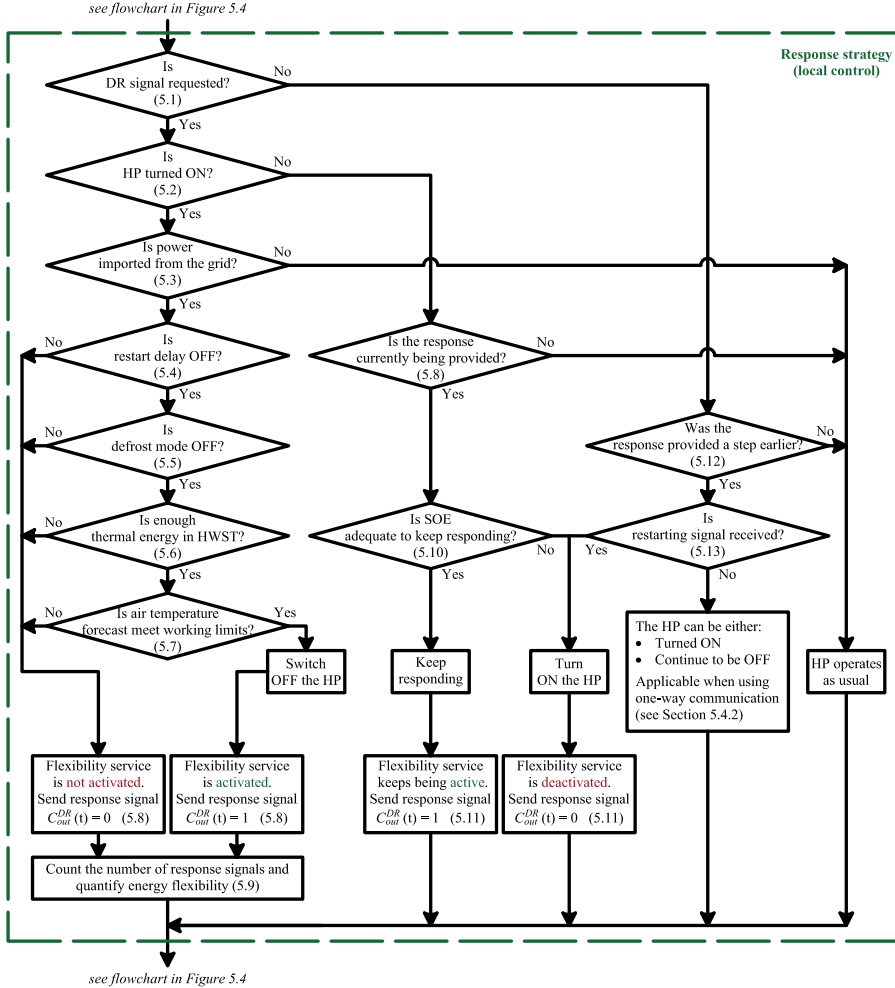 see flowchart in Figure 5.4
Response strategy
(local control)
Is
DR signal requested?
(5.1)
No
Yes
Is
HP turned ON?
(5.2)
No
Yes
Is power
imported from the grid?
(5.3)
No
Yes
Is
restart delay OFF?
(5.4)
No
Yes
Is the response
currently being provided?
(5.8)
No
Yes
Is
defrost mode OFF?
(5.5)
No
Yes
Was the
response provided a step earlier?
(5.12)
No
Yes
Is enough
thermal energy in HWST?
(5.6)
No
Yes
Is SOE
adequate to keep responding?
(5.10)
No
Yes
Is
restarting signal received?
(5.13)
Yes
No
Is air temperature
forecast meet working limits?
(5.7)
No
Yes
Switch
OFF the HP
Keep
responding
Turn
ON the HP
The HP can be either:
• Turned ON
• Continue to be OFF
Applicable when using
one-way communication
(see Section 5.4.2)
HP operates
as usual
Flexibility service
is not activated.
Send response signal
C_out^DR (t) = 0 (5.8)
Flexibility service
is activated.
Send response signal
C_out^DR (t) = 1 (5.8)
Flexibility service
keeps being active.
Send response signal
C_out^DR (t) = 1 (5.11)
Flexibility service
is deactivated.
Send response signal
C_out^DR (t) = 0 (5.11)
Count the number of response signals and
quantify energy flexibility (5.9)
see flowchart in Figure 5.4